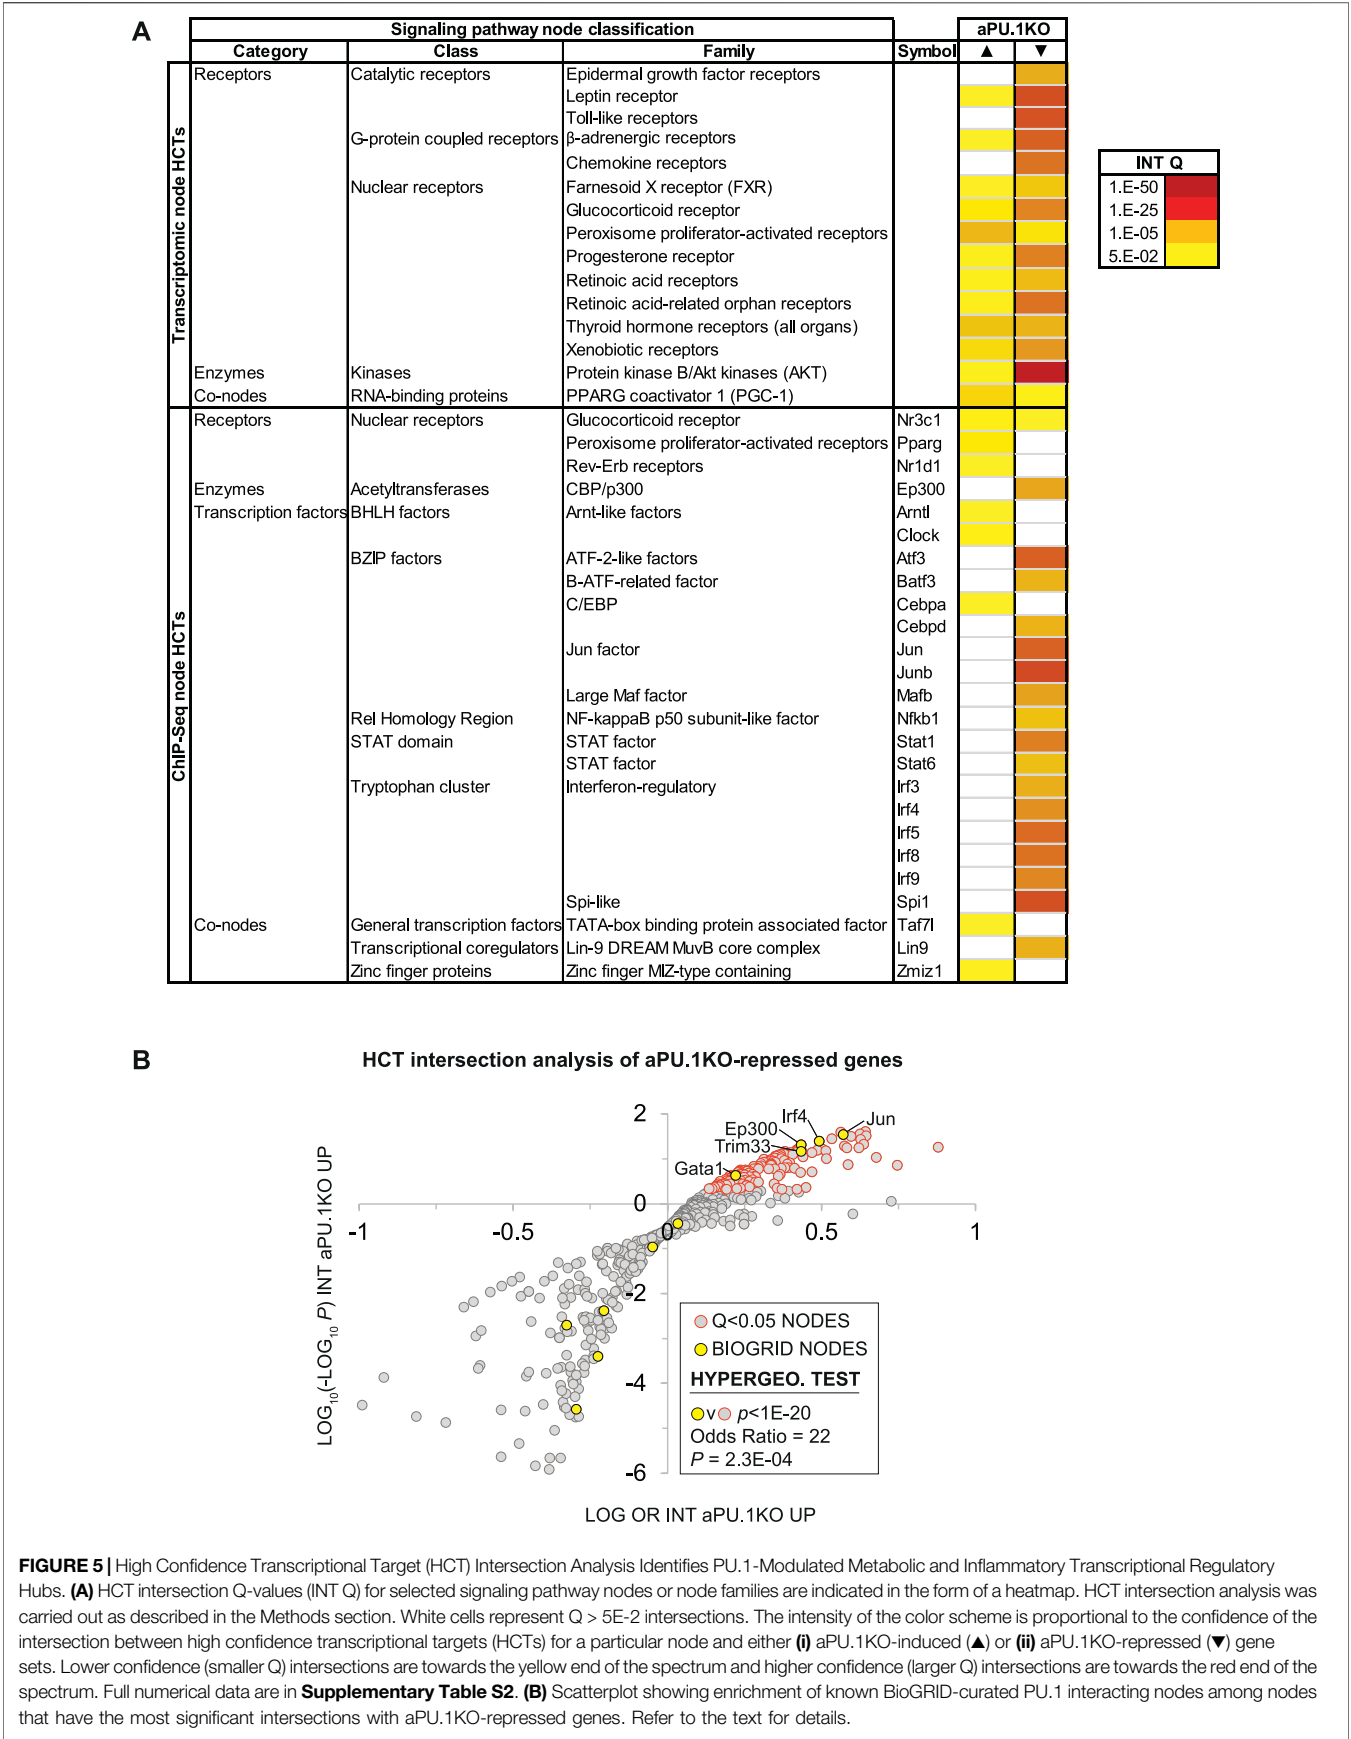 A
Signaling pathway node classification
aPU.1KO
Category Class Family Symbol ▲ ▼
Transcriptomic node HCTs
Receptors Catalytic receptors Epidermal growth factor receptors
Leptin receptor
Toll-like receptors
G-protein coupled receptors β-adrenergic receptors
Chemokine receptors
Nuclear receptors Farnesoid X receptor (FXR)
Glucocorticoid receptor
Peroxisome proliferator-activated receptors
Progesterone receptor
Retinoic acid receptors
Retinoic acid-related orphan receptors
Thyroid hormone receptors (all organs)
Xenobiotic receptors
Enzymes Kinases Protein kinase B/Akt kinases (AKT)
Co-nodes RNA-binding proteins PPARG coactivator 1 (PGC-1)
ChIP-Seq node HCTs
Receptors Nuclear receptors Glucocorticoid receptor Nr3c1
Peroxisome proliferator-activated receptors Pparg
Rev-Erb receptors Nr1d1
Enzymes Acetyltransferases CBP/p300 Ep300
Transcription factors BHLH factors Arnt-like factors Arntl
Clock
BZIP factors ATF-2-like factors Atf3
B-ATF-related factor Batf3
C/EBP Cebpa
Cebpd
Jun factor Jun
Junb
Large Maf factor Mafb
Rel Homology Region NF-kappaB p50 subunit-like factor Nfkb1
STAT domain STAT factor Stat1
STAT factor Stat6
Tryptophan cluster Interferon-regulatory Irf3
Irf4
Irf5
Irf8
Irf9
Spi-like Spi1
Co-nodes General transcription factors TATA-box binding protein associated factor Taf7l
Transcriptional coregulators Lin-9 DREAM MuvB core complex Lin9
Zinc finger proteins Zinc finger MIZ-type containing Zmiz1
INT Q
1.E-50
1.E-25
1.E-05
5.E-02
B
HCT intersection analysis of aPU.1KO-repressed genes
LOG₁₀(-LOG₁₀ P) INT aPU.1KO UP
2
0
-2
-4
-6
-1 -0.5 0 0.5 1
Irf4
Jun
Ep300
Trim33
Gata1
Q<0.05 NODES
BIOGRID NODES
HYPERGEO. TEST
v p<1E-20
Odds Ratio = 22
P = 2.3E-04
LOG OR INT aPU.1KO UP
FIGURE 5 | High Confidence Transcriptional Target (HCT) Intersection Analysis Identifies PU.1-Modulated Metabolic and Inflammatory Transcriptional Regulatory
Hubs. (A) HCT intersection Q-values (INT Q) for selected signaling pathway nodes or node families are indicated in the form of a heatmap. HCT intersection analysis was
carried out as described in the Methods section. White cells represent Q > 5E-2 intersections. The intensity of the color scheme is proportional to the confidence of the
intersection between high confidence transcriptional targets (HCTs) for a particular node and either (i) aPU.1KO-induced (▲) or (ii) aPU.1KO-repressed (▼) gene
sets. Lower confidence (smaller Q) intersections are towards the yellow end of the spectrum and higher confidence (larger Q) intersections are towards the red end of the
spectrum. Full numerical data are in Supplementary Table S2. (B) Scatterplot showing enrichment of known BioGRID-curated PU.1 interacting nodes among nodes
that have the most significant intersections with aPU.1KO-repressed genes. Refer to the text for details.